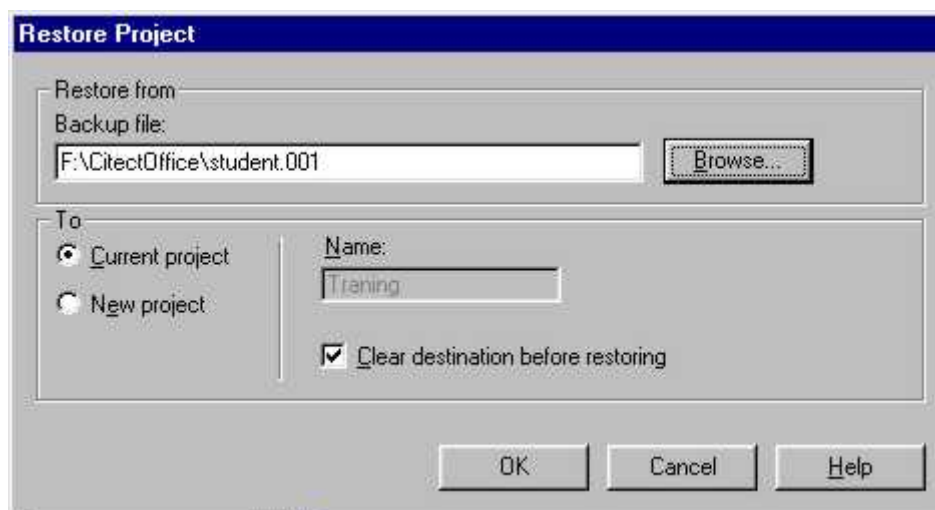 Restore Project
Restore from
Backup file:
F:\CitectOffice\student.001
Browse...
To
Current project
New project
Name:
Traning
Clear destination before restoring
OK
Cancel
Help